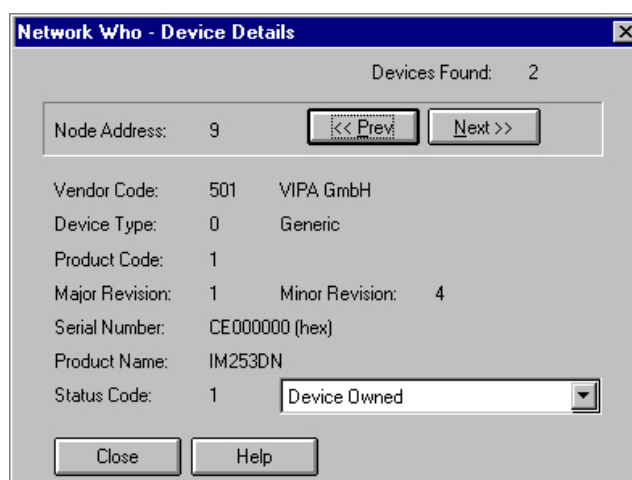 Network Who - Device Details
Devices Found: 2
Node Address: 9 << Prev Next >>
Vendor Code: 501 VIPA GmbH
Device Type: 0 Generic
Product Code: 1
Major Revision: 1 Minor Revision: 4
Serial Number: CE000000 (hex)
Product Name: IM253DN
Status Code: 1 Device Owned
Close Help